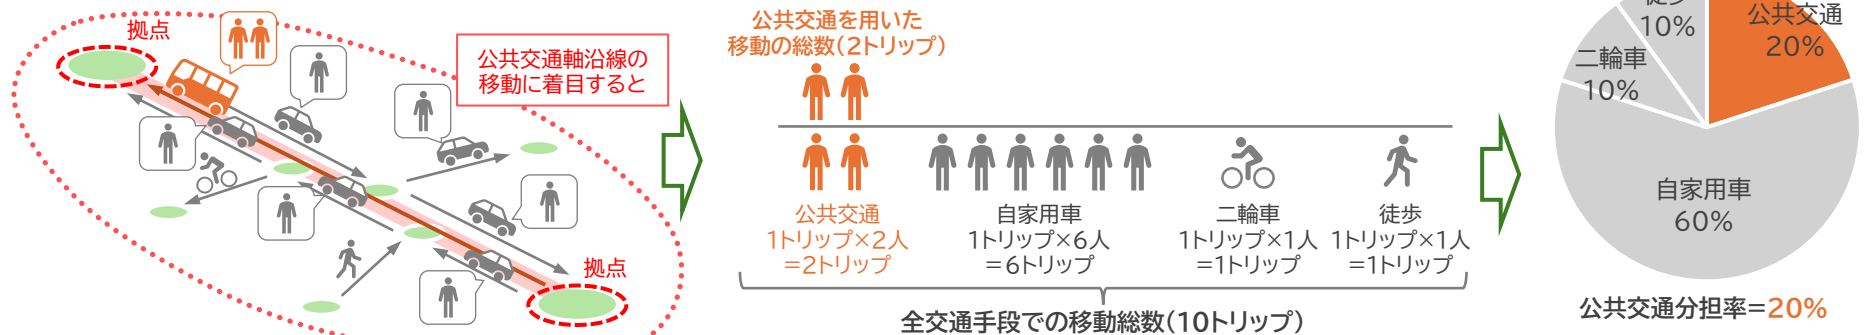 拠点
公共交通軸沿線の
移動に着目すると
拠点
公共交通を用いた
移動の総数(2トリップ)
公共交通
1トリップ×2人
=2トリップ
自家用車
1トリップ×6人
=6トリップ
二輪車
1トリップ×1人
=1トリップ
徒歩
1トリップ×1人
=1トリップ
全交通手段での移動総数(10トリップ)
徒歩
10%
公共交通
20%
二輪車
10%
自家用車
60%
公共交通分担率=20%